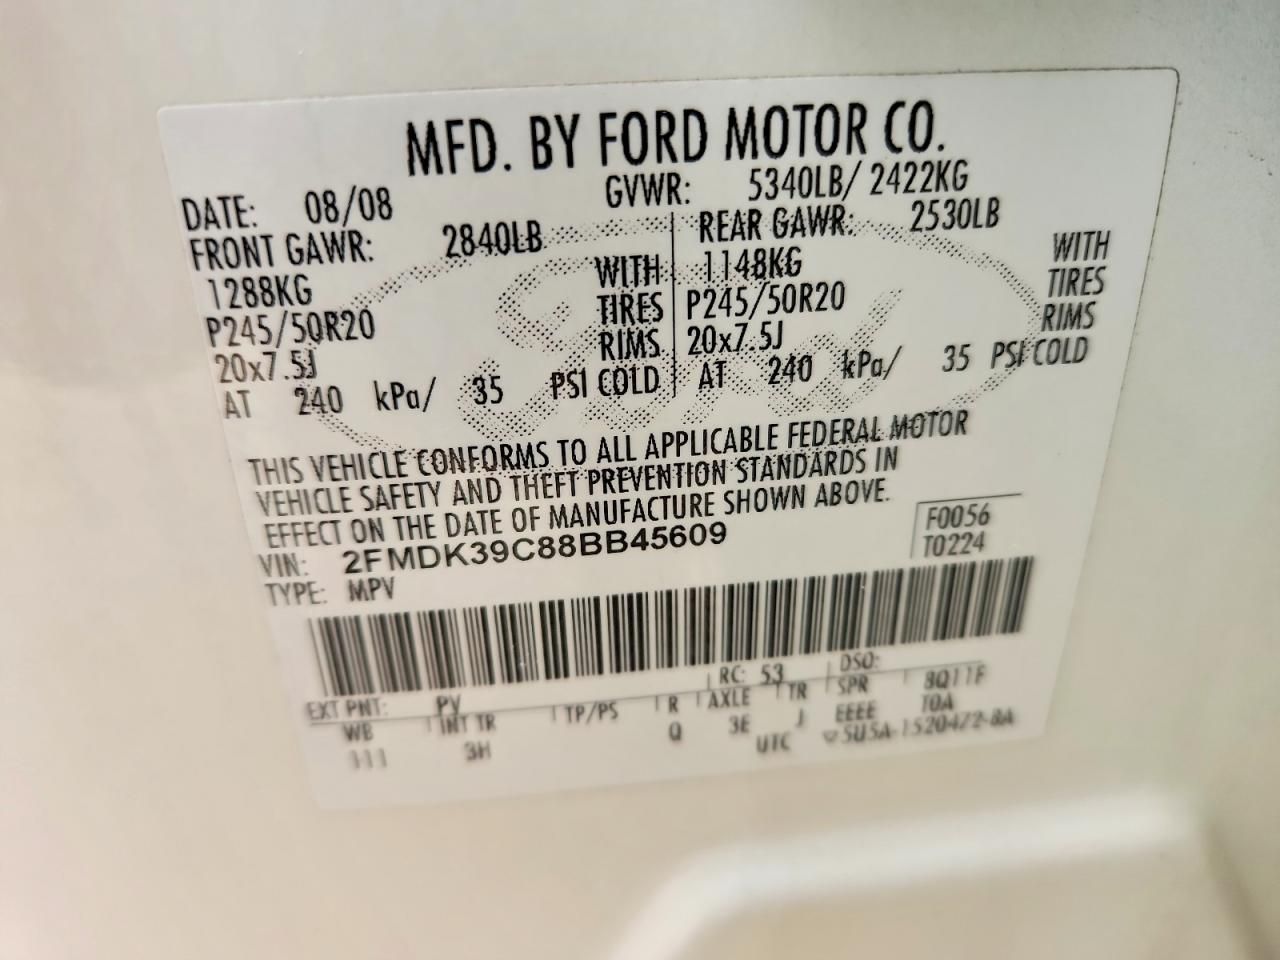 MFD. BY FORD MOTOR CO.
DATE: 08/08 GVWR: 5340LB/ 2422KG
FRONT GAWR: 2840LB REAR GAWR: 2530LB
1288KG WITH 1148KG WITH
P245/50R20 TIRES P245/50R20 TIRES
20x7.5J RIMS 20x7.5J RIMS
AT 240 kPa/ 35 PSI COLD AT 240 kPa/ 35 PSI COLD
THIS VEHICLE CONFORMS TO ALL APPLICABLE FEDERAL MOTOR
VEHICLE SAFETY AND THEFT PREVENTION STANDARDS IN
EFFECT ON THE DATE OF MANUFACTURE SHOWN ABOVE.
VIN: 2FMDK39C88BB45609 F0056
TYPE: MPV T0224
EXT PNT: PV RC: 53 DSO:
WB INT TR TP/PS R AXLE TR SPR 8Q11F
111 3H Q 3E J EEEE T0A
UTC ▽5U5A-1520472-BA
Ford